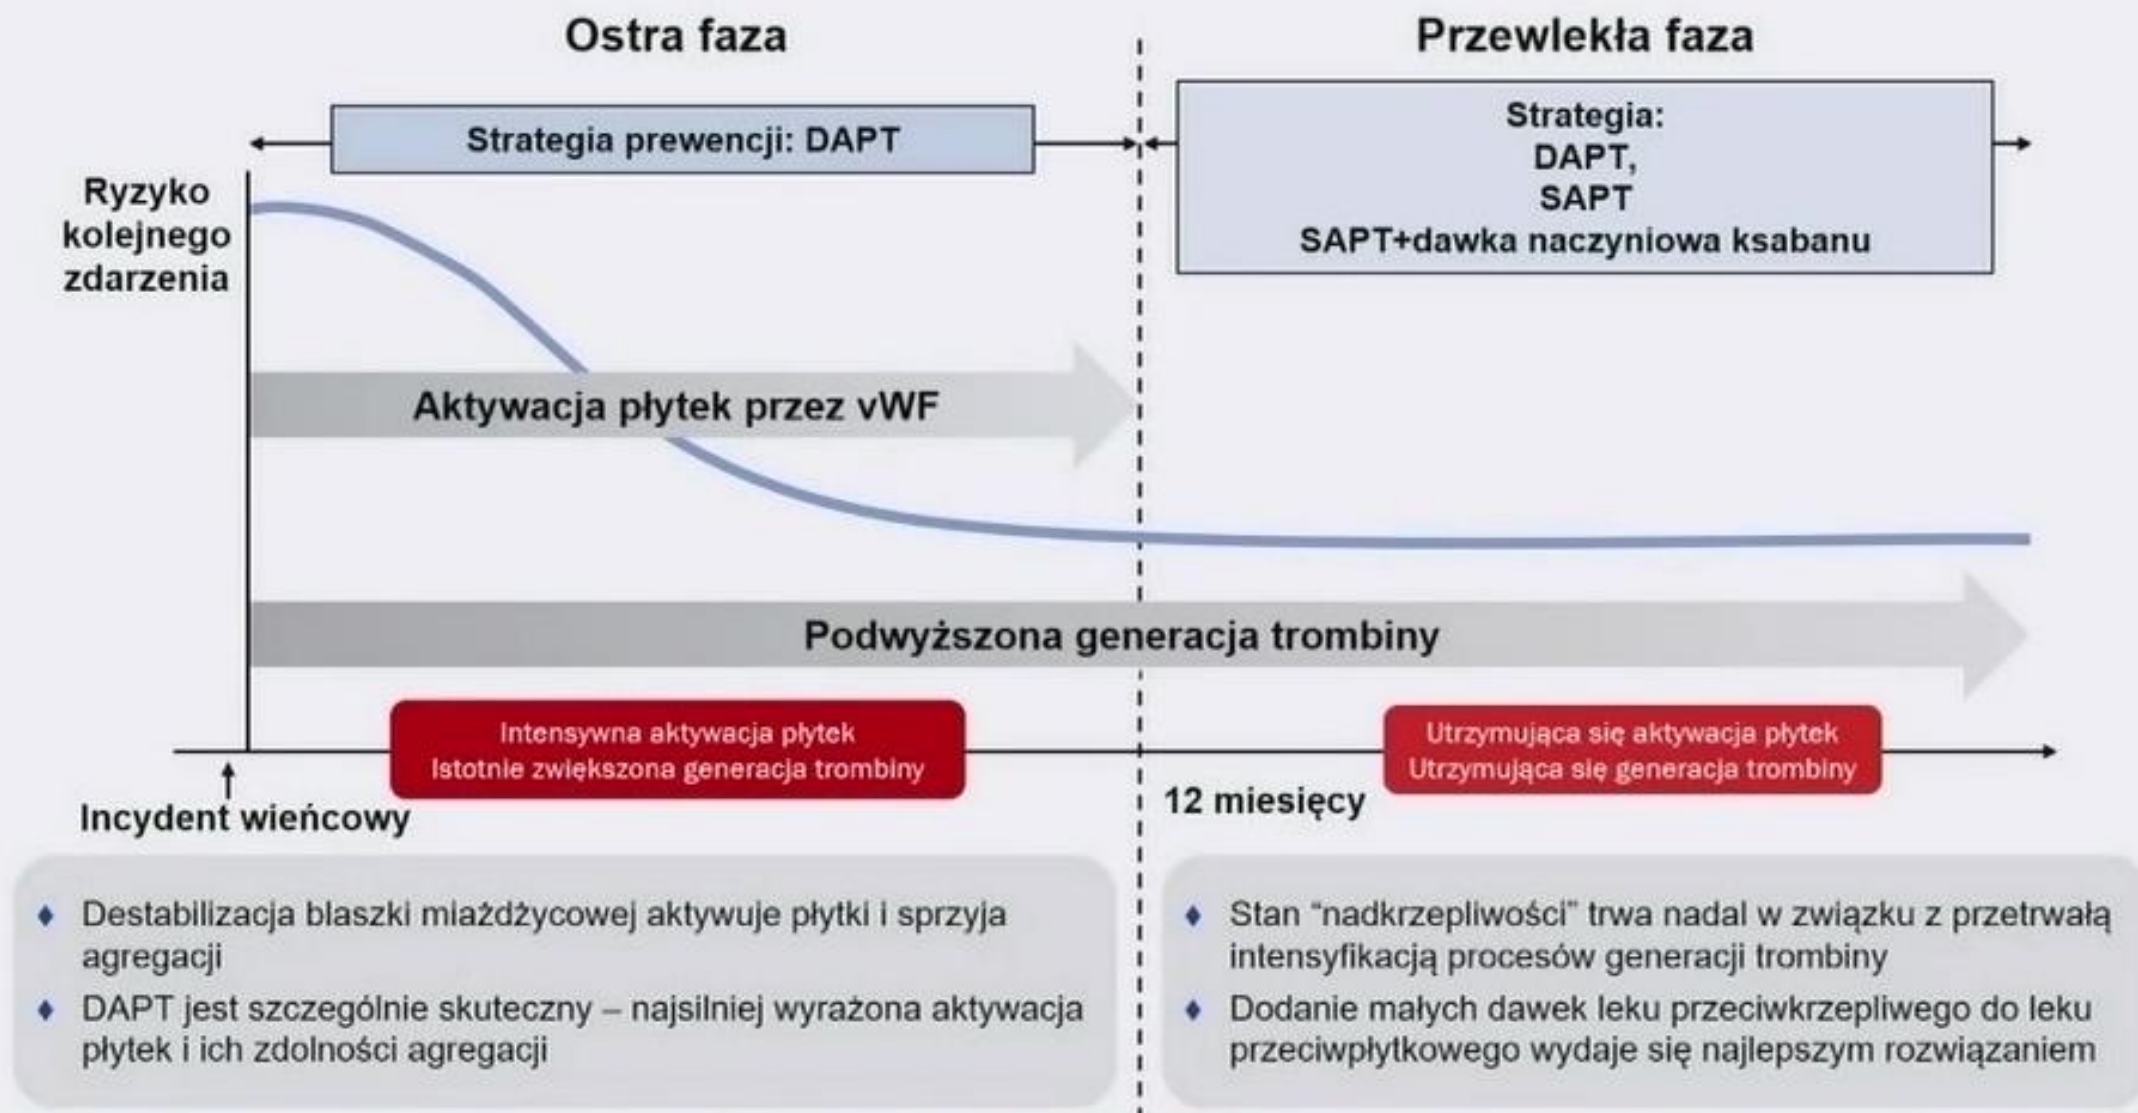 Ostra faza
Przewlekła faza
Strategia prewencji: DAPT
Strategia:
DAPT,
SAPT
SAPT+dawka naczyniowa ksabanu
Ryzyko
kolejnego
zdarzenia
Aktywacja płytek przez vWF
Podwyższona generacja trombiny
Intensywna aktywacja płytek
Istotnie zwiększona generacja trombiny
Utrzymująca się aktywacja płytek
Utrzymująca się generacja trombiny
Incydent wieńcowy
12 miesięcy
♦ Destabilizacja blaszki miażdżycowej aktywuje płytki i sprzyja
agregacji
♦ DAPT jest szczególnie skuteczny – najsilniej wyrażona aktywacja
płytek i ich zdolności agregacji
♦ Stan “nadkrzepliwości” trwa nadal w związku z przetrwałą
intensyfikacją procesów generacji trombiny
♦ Dodanie małych dawek leku przeciwkrzepliwego do leku
przeciwpłytkowego wydaje się najlepszym rozwiązaniem